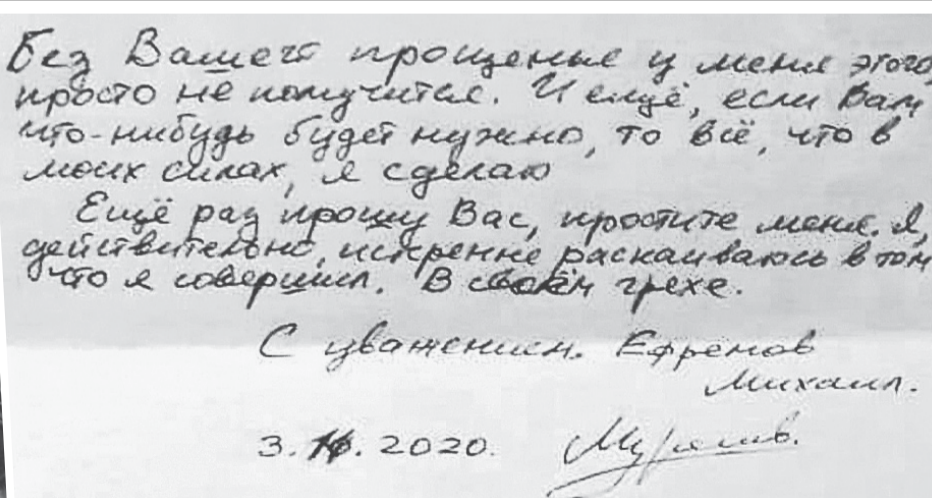 Без Вашего прощенье у меня этого,
просто не получится. И ещё, если Вам
что-нибудь будет нужно, то всё, что в
моих силах, я сделаю
Ещё раз прошу Вас, простите меня. Я,
действительно, искренне раскаиваюсь в том
что я совершил. В своём грехе.
С уважением. Ефремов
Михаил.
3. . 2020.